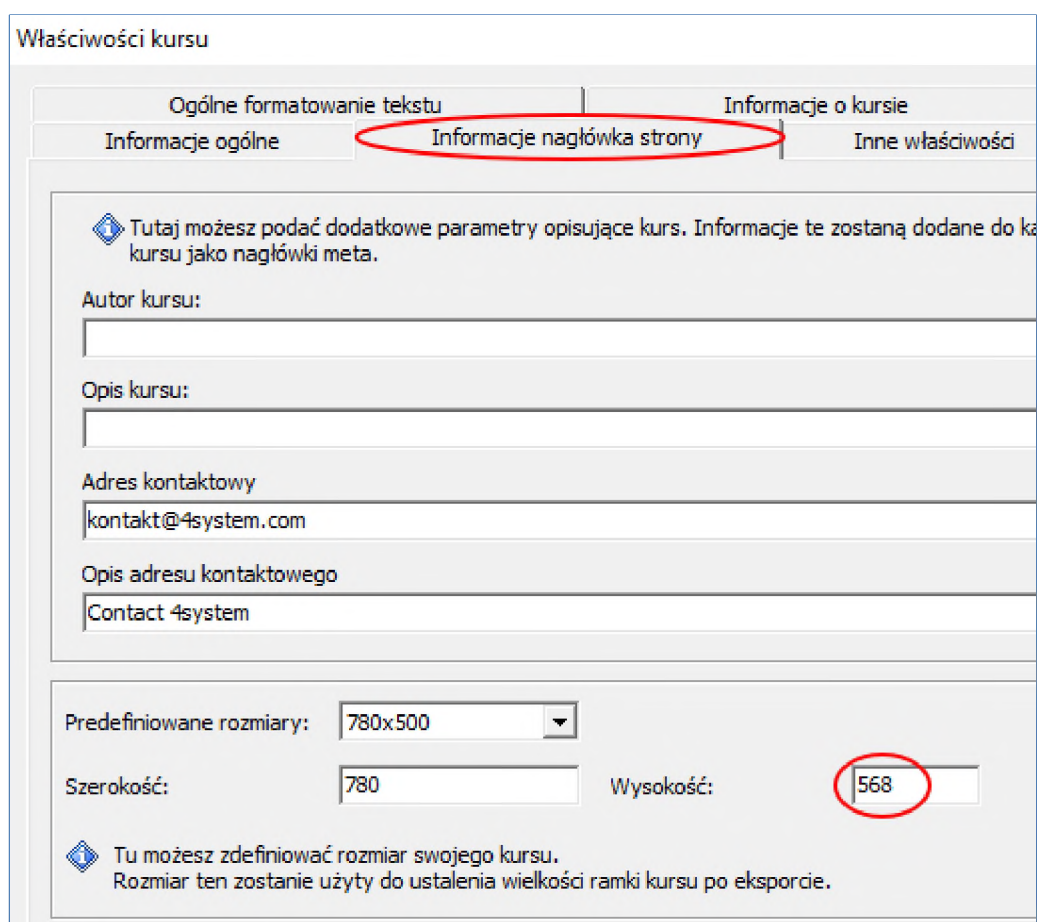 Właściwości kursu
Ogólne formatowanie tekstu
Informacje o kursie
Informacje ogólne
Informacje nagłówka strony
Inne właściwości
Tutaj możesz podać dodatkowe parametry opisujące kurs. Informacje te zostaną dodane do
kursu jako nagłówki meta.
Autor kursu:
Opis kursu:
Adres kontaktowy
kontakt@4system.com
Opis adresu kontaktowego
Contact 4system
Predefiniowane rozmiary: 780x500
Szerokość: 780 Wysokość: 568
Tu możesz zdefiniować rozmiar swojego kursu.
Rozmiar ten zostanie użyty do ustalenia wielkości ramki kursu po eksporcie.